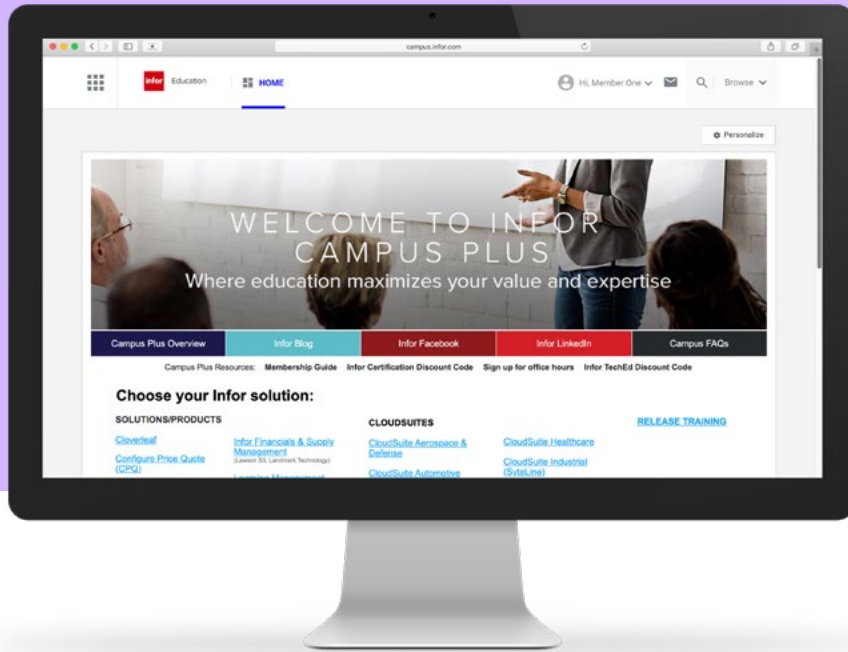 campus.infor.com
infor Education HOME Hi, Member One Browse
Personalize
WELCOME TO INFOR
CAMPUS PLUS
Where education maximizes your value and expertise
Campus Plus Overview Infor Blog Infor Facebook Infor LinkedIn Campus FAQs
Campus Plus Resources: Membership Guide Infor Certification Discount Code Sign up for office hours Infor TechEd Discount Code
Choose your Infor solution:
SOLUTIONS/PRODUCTS
Cloverleaf
Configure Price Quote
(CPQ)
Infor Financials & Supply
Management
(Lawson S3, Landmark Technology)
Learning Management
CLOUDSUITES
CloudSuite Aerospace &
Defense
CloudSuite Automotive
CloudSuite Healthcare
CloudSuite Industrial
(SyteLine)
RELEASE TRAINING